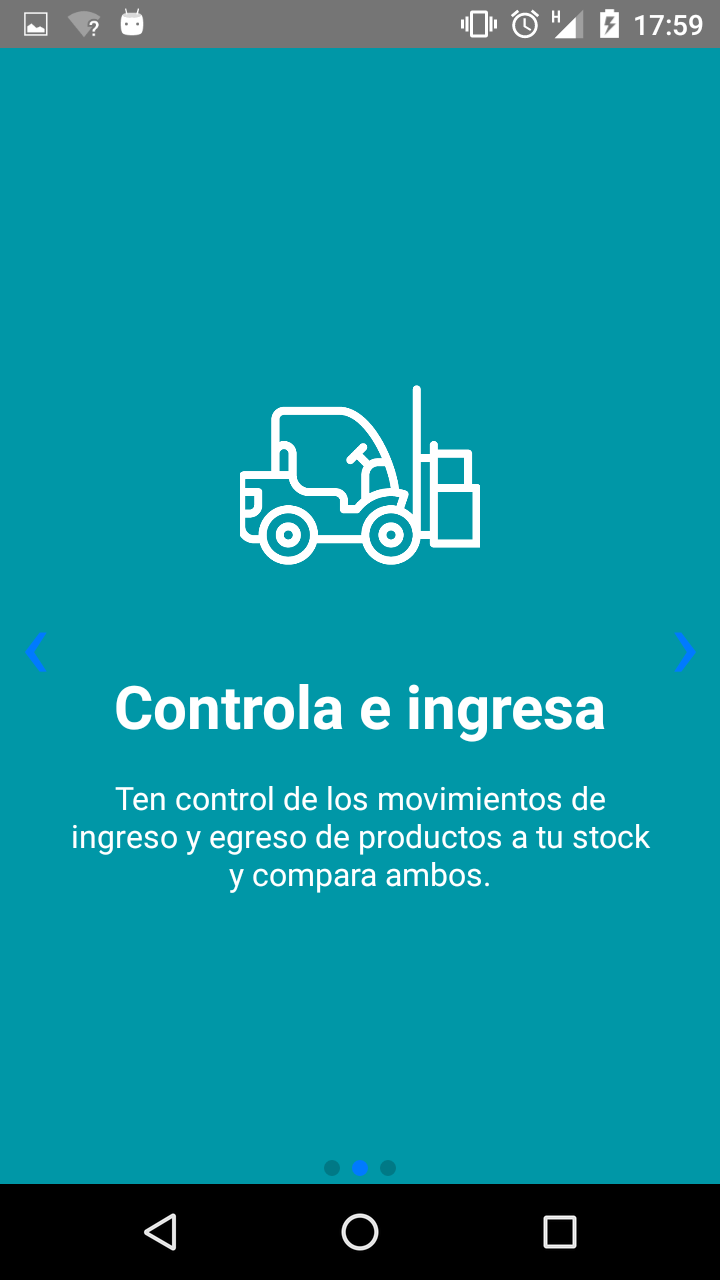 H
17:59
Controla e ingresa
Ten control de los movimientos de
ingreso y egreso de productos a tu stock
y compara ambos.